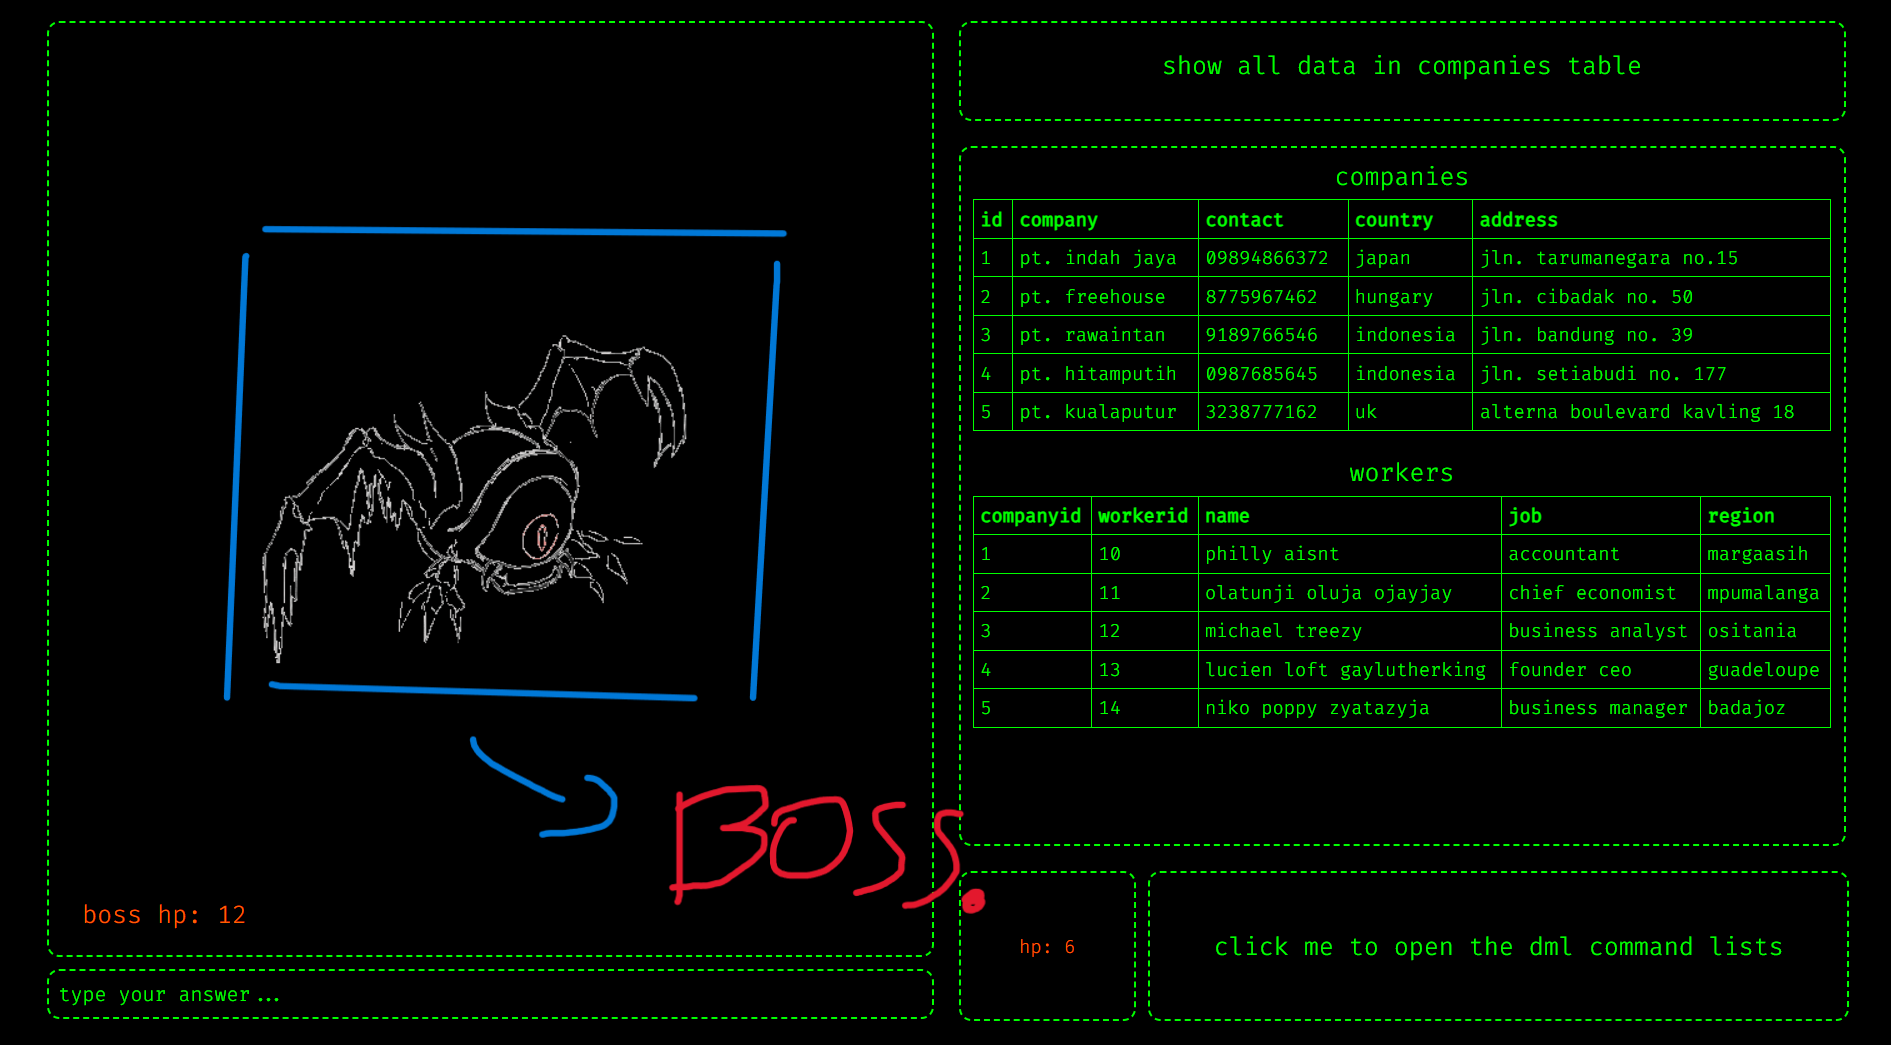 show all data in companies table
companies
id company contact country address
1 pt. indah jaya 09894866372 japan jln. tarumanegara no.15
2 pt. freehouse 8775967462 hungary jln. cibadak no. 50
3 pt. rawaintan 9189766546 indonesia jln. bandung no. 39
4 pt. hitamputih 0987685645 indonesia jln. setiabudi no. 177
5 pt. kualaputur 3238777162 uk alterna boulevard kavling 18
workers
companyid workerid name job region
1 10 philly aisnt accountant margaasih
2 11 olatunji oluja ojayjay chief economist mpumalanga
3 12 michael treezy business analyst ositania
4 13 lucien loft gaylutherking founder ceo guadeloupe
5 14 niko poppy zyatazyja business manager badajoz
BOSS.
boss hp: 12
hp: 6
click me to open the dml command lists
type your answer...